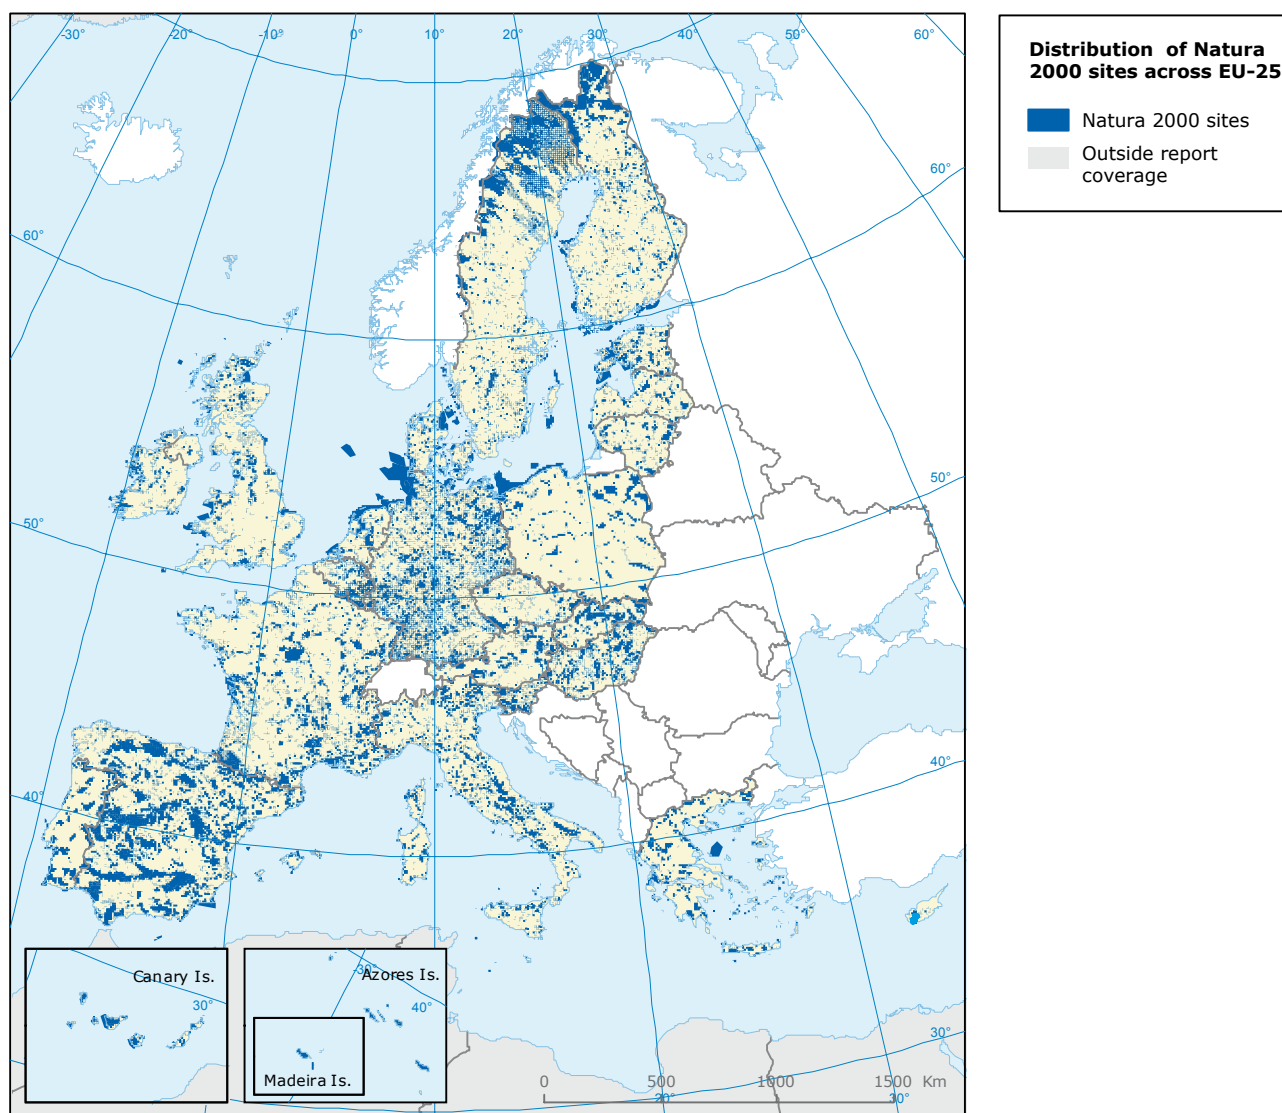 -30°
-20°
-10°
0°
10°
20°
30°
40°
50°
60°
Distribution of Natura
2000 sites across EU-25
Natura 2000 sites
Outside report
coverage
60°
60°
50°
50°
40°
40°
30°
Canary Is.
30°
-30°
Azores Is.
40°
Madeira Is.
0 500 1000 1500 Km
20°
30°